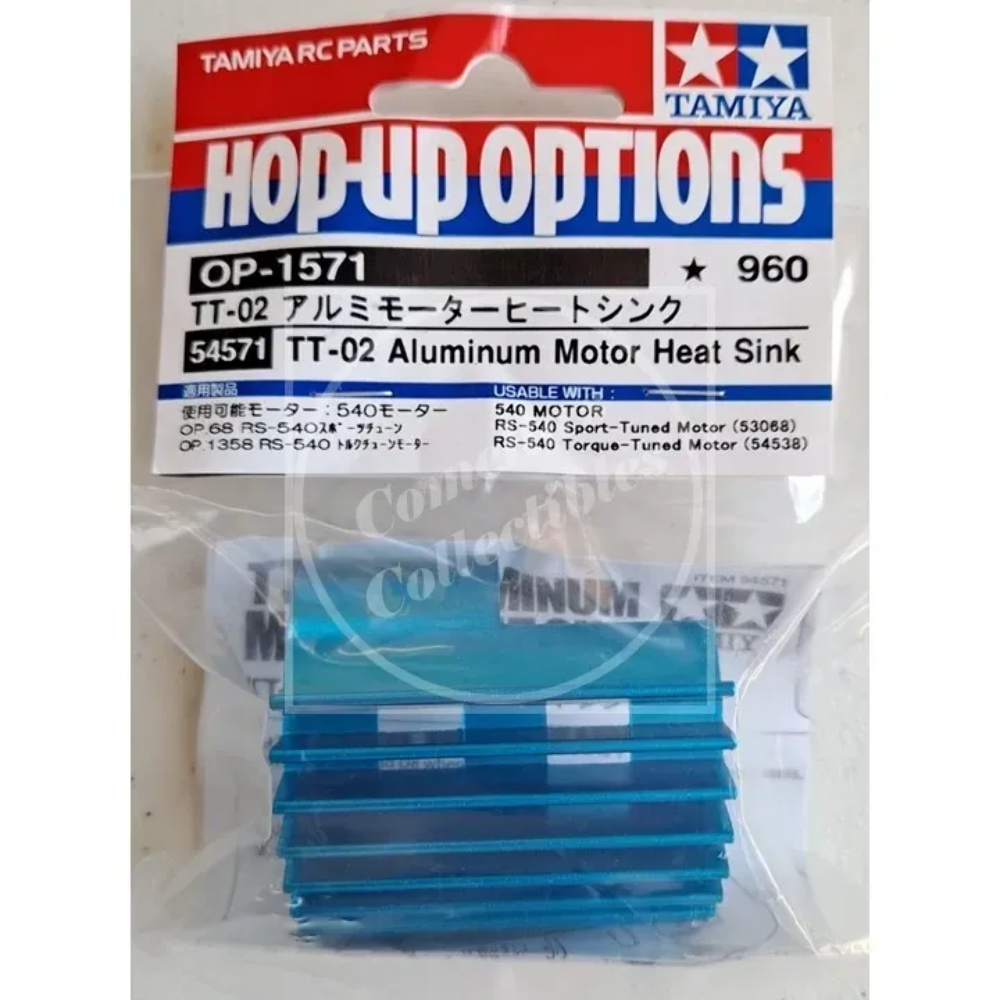 TAMIYA RC PARTS
TAMIYA
HOP-UP OPTIONS
OP-1571 ★ 960
TT-02 アルミモーターヒートシンク
54571 TT-02 Aluminum Motor Heat Sink
適用製品
使用可能モーター：540モーター
OP.68 RS-540スポーツチューン
OP.1358 RS-540 トルクチューンモーター
USABLE WITH :
540 MOTOR
RS-540 Sport-Tuned Motor (53068)
RS-540 Torque-Tuned Motor (54538)
Collectibles
ITEM 54571
MNUM